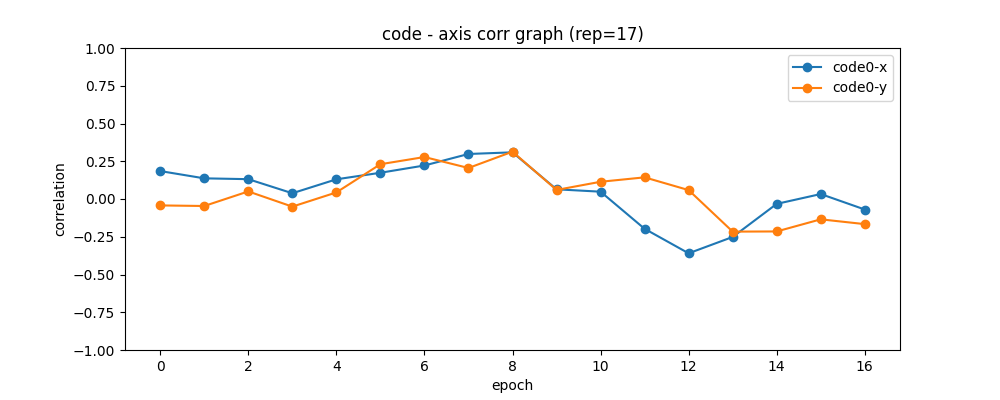 code - axis corr graph (rep=17)
1.00
0.75
0.50
0.25
0.00
−0.25
−0.50
−0.75
−1.00
correlation
code0-x
code0-y
0 2 4 6 8 10 12 14 16
epoch